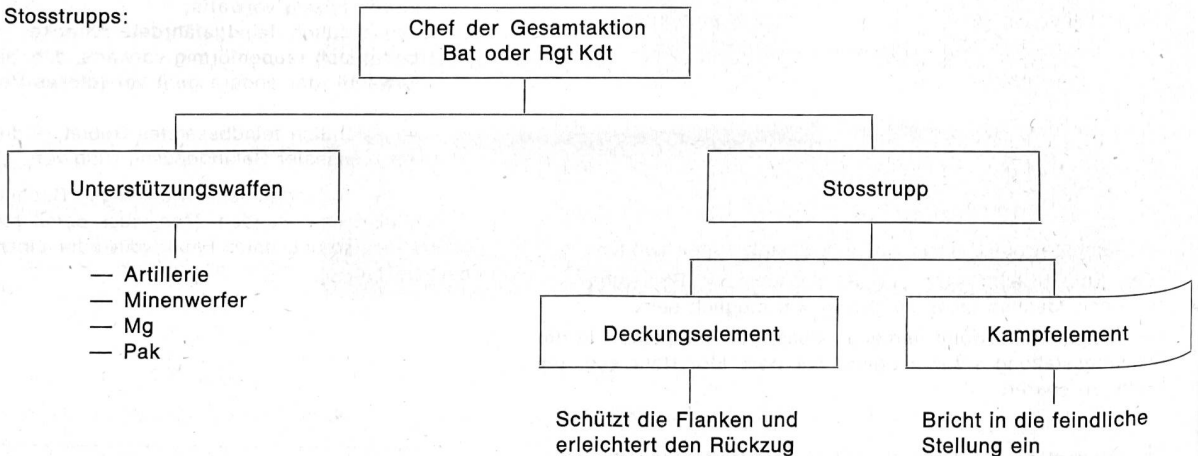 Stosstrupps:
Chef der Gesamtaktion
Bat oder Rgt Kdt
Unterstützungswaffen
Stosstrupp
— Artillerie
— Minenwerfer
— Mg
— Pak
Deckungselement
Kampfelement
Schützt die Flanken und
erleichtert den Rückzug
Bricht in die feindliche
Stellung ein